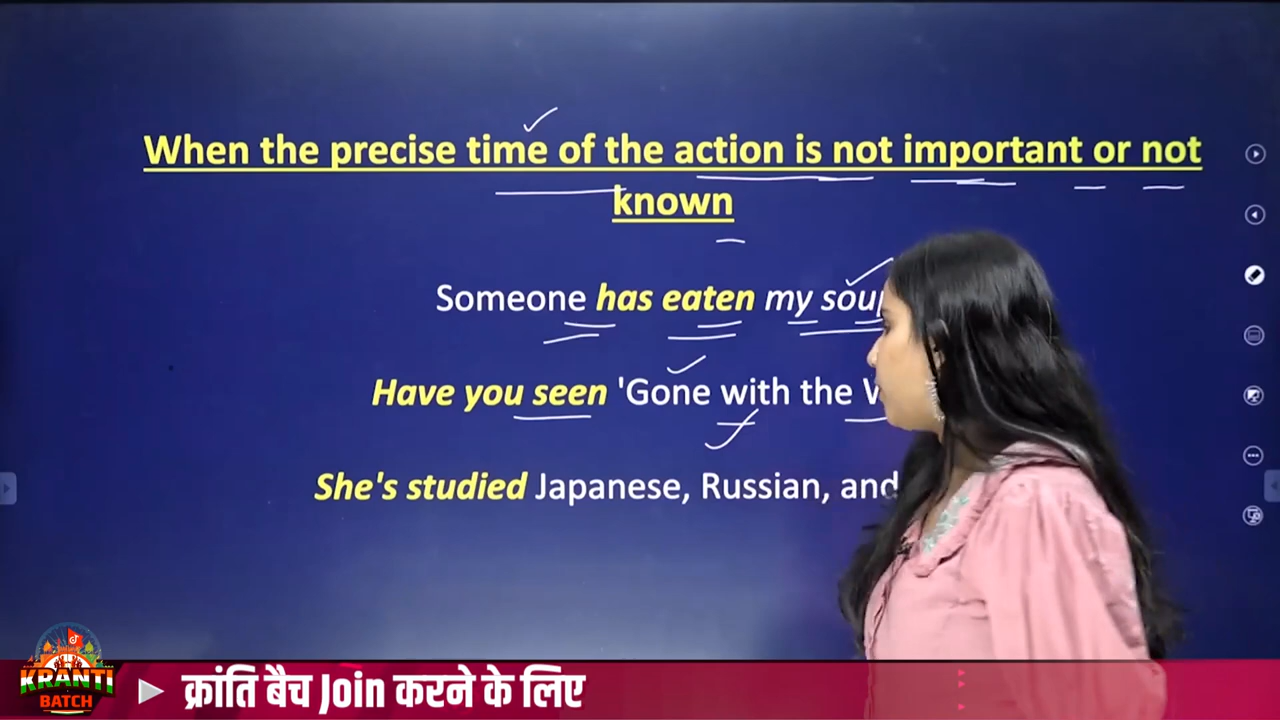 When the precise time of the action is not important or not
known
Someone has eaten my soup
Have you seen 'Gone with the
She's studied Japanese, Russian, and
KRANTI
BATCH
क्रांति बैच Join करने के लिए